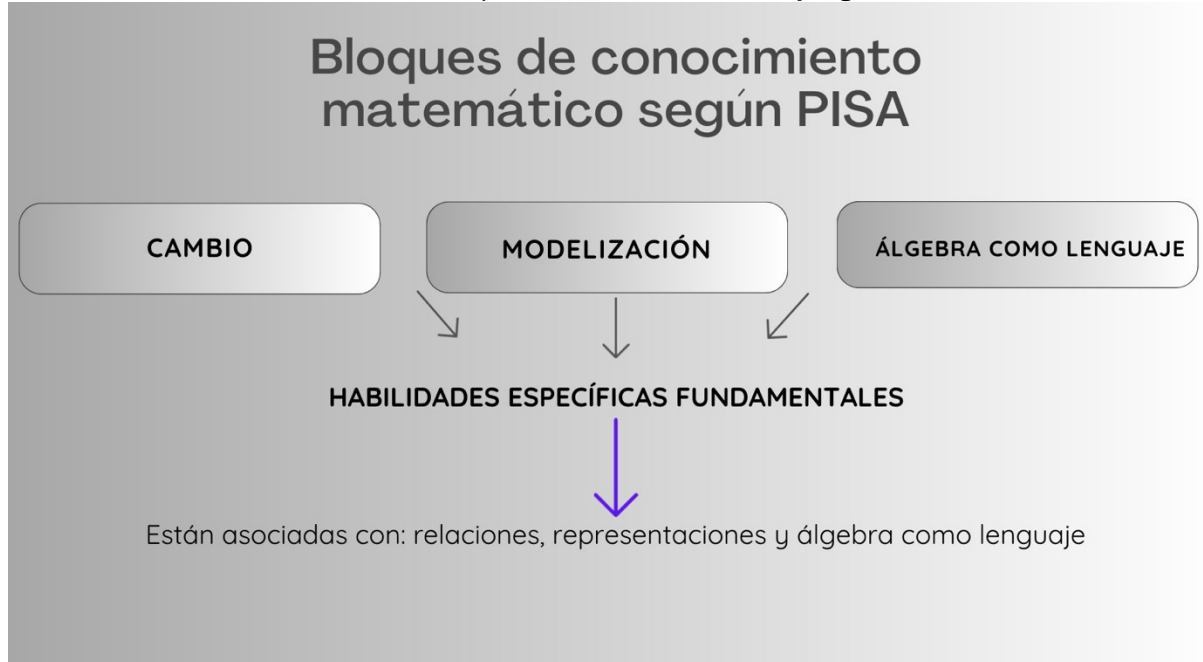 Bloques de conocimiento
matemático según PISA
CAMBIO
MODELIZACIÓN
ÁLGEBRA COMO LENGUAJE
HABILIDADES ESPECÍFICAS FUNDAMENTALES
Están asociadas con: relaciones, representaciones y álgebra como lenguaje